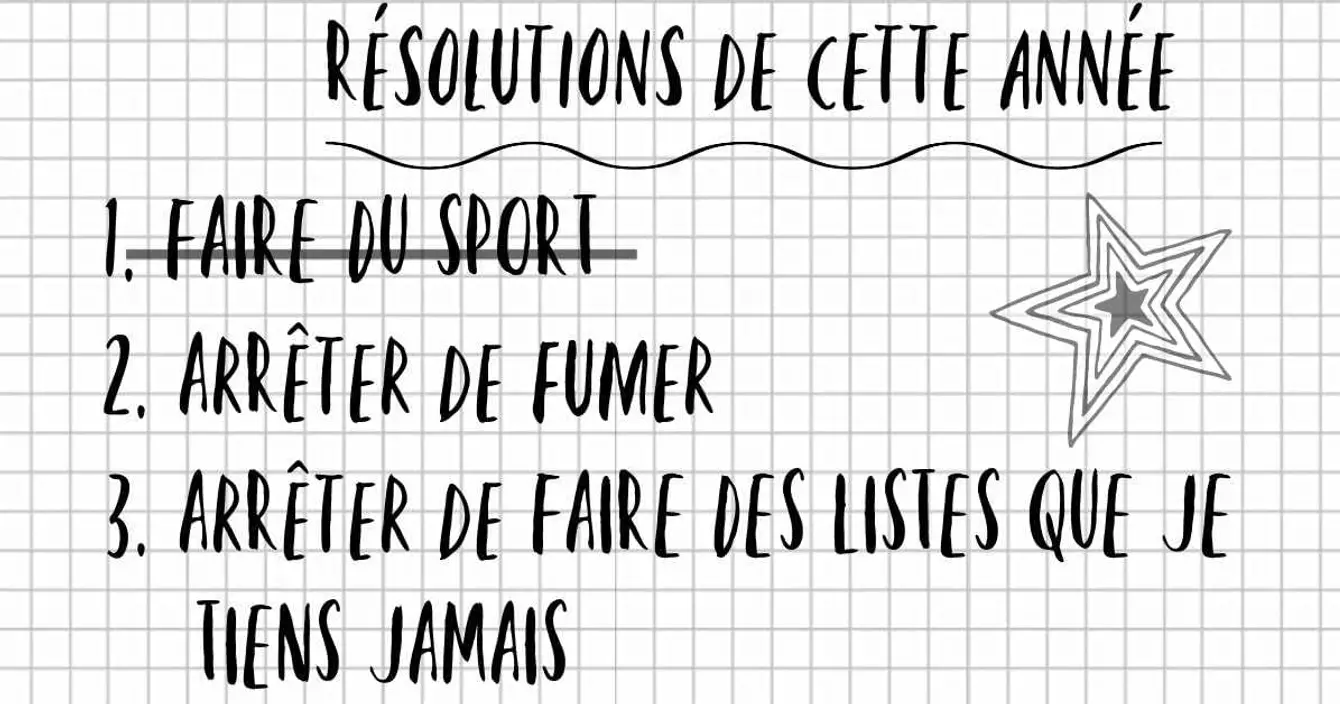 RÉSOLUTIONS DE CETTE ANNÉE
1. FAIRE DU SPORT
2. ARRÊTER DE FUMER
3. ARRÊTER DE FAIRE DES LISTES QUE JE
TIENS JAMAIS